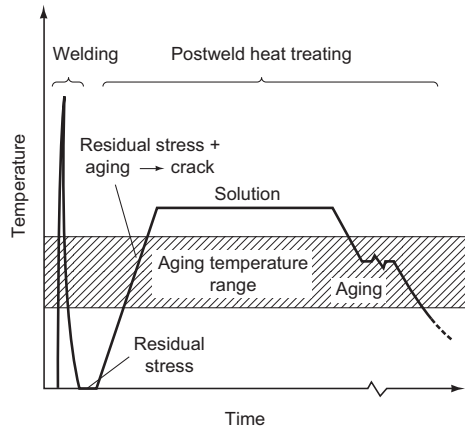 Welding
Postweld heat treating
Temperature
Residual stress +
aging → crack
Solution
Aging temperature
range
Aging
Residual
stress
Time